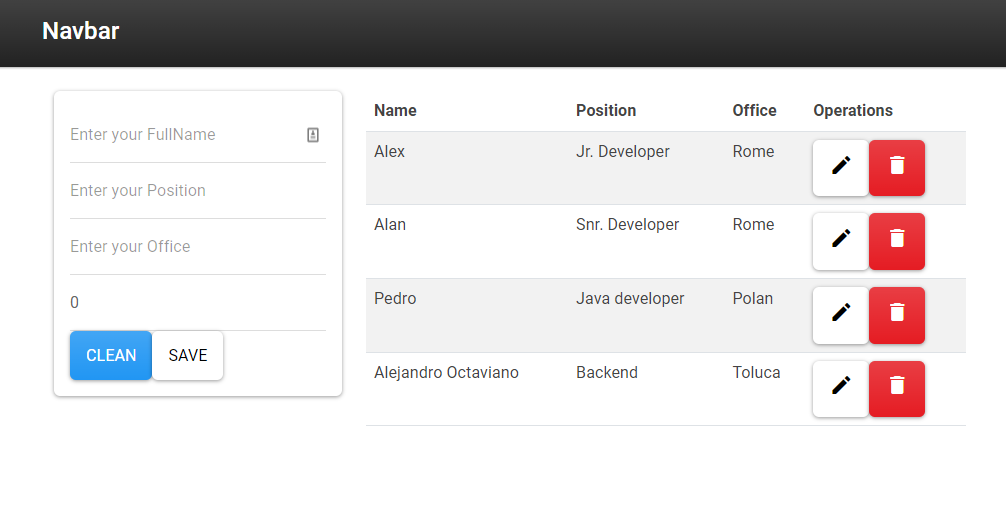 Navbar
Enter your FullName
Enter your Position
Enter your Office
0
CLEAN SAVE
Name Position Office Operations
Alex Jr. Developer Rome
Alan Snr. Developer Rome
Pedro Java developer Polan
Alejandro Octaviano Backend Toluca